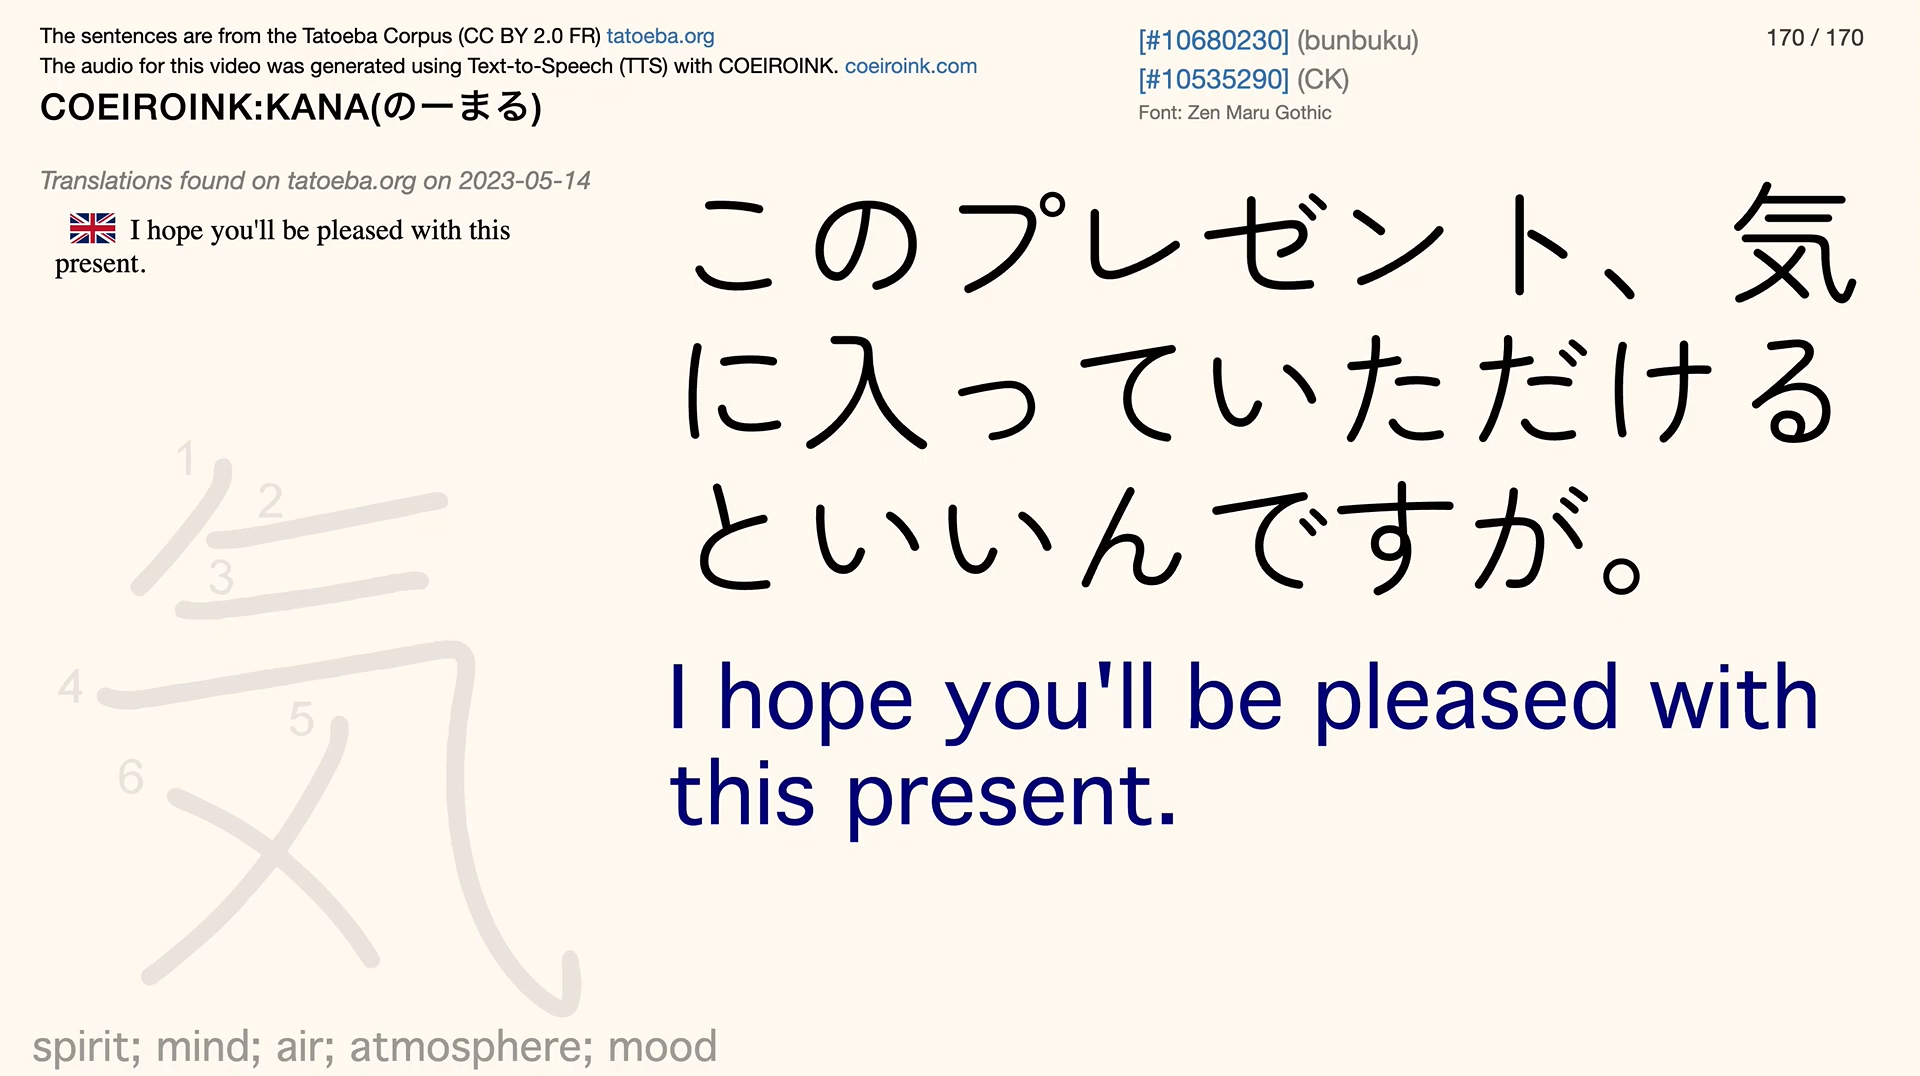 The sentences are from the Tatoeba Corpus (CC BY 2.0 FR) tatoeba.org
The audio for this video was generated using Text-to-Speech (TTS) with COEIROINK. coeiroink.com
COEIROINK:KANA(のーまる)
[#10680230] (bunbuku)
[#10535290] (CK)
Font: Zen Maru Gothic
170 / 170
Translations found on tatoeba.org on 2023-05-14
I hope you'll be pleased with this
present.
このプレゼント、気
に入っていただける
といいんですが。
I hope you'll be pleased with
this present.
1
2
3
4
5
6
気
spirit; mind; air; atmosphere; mood